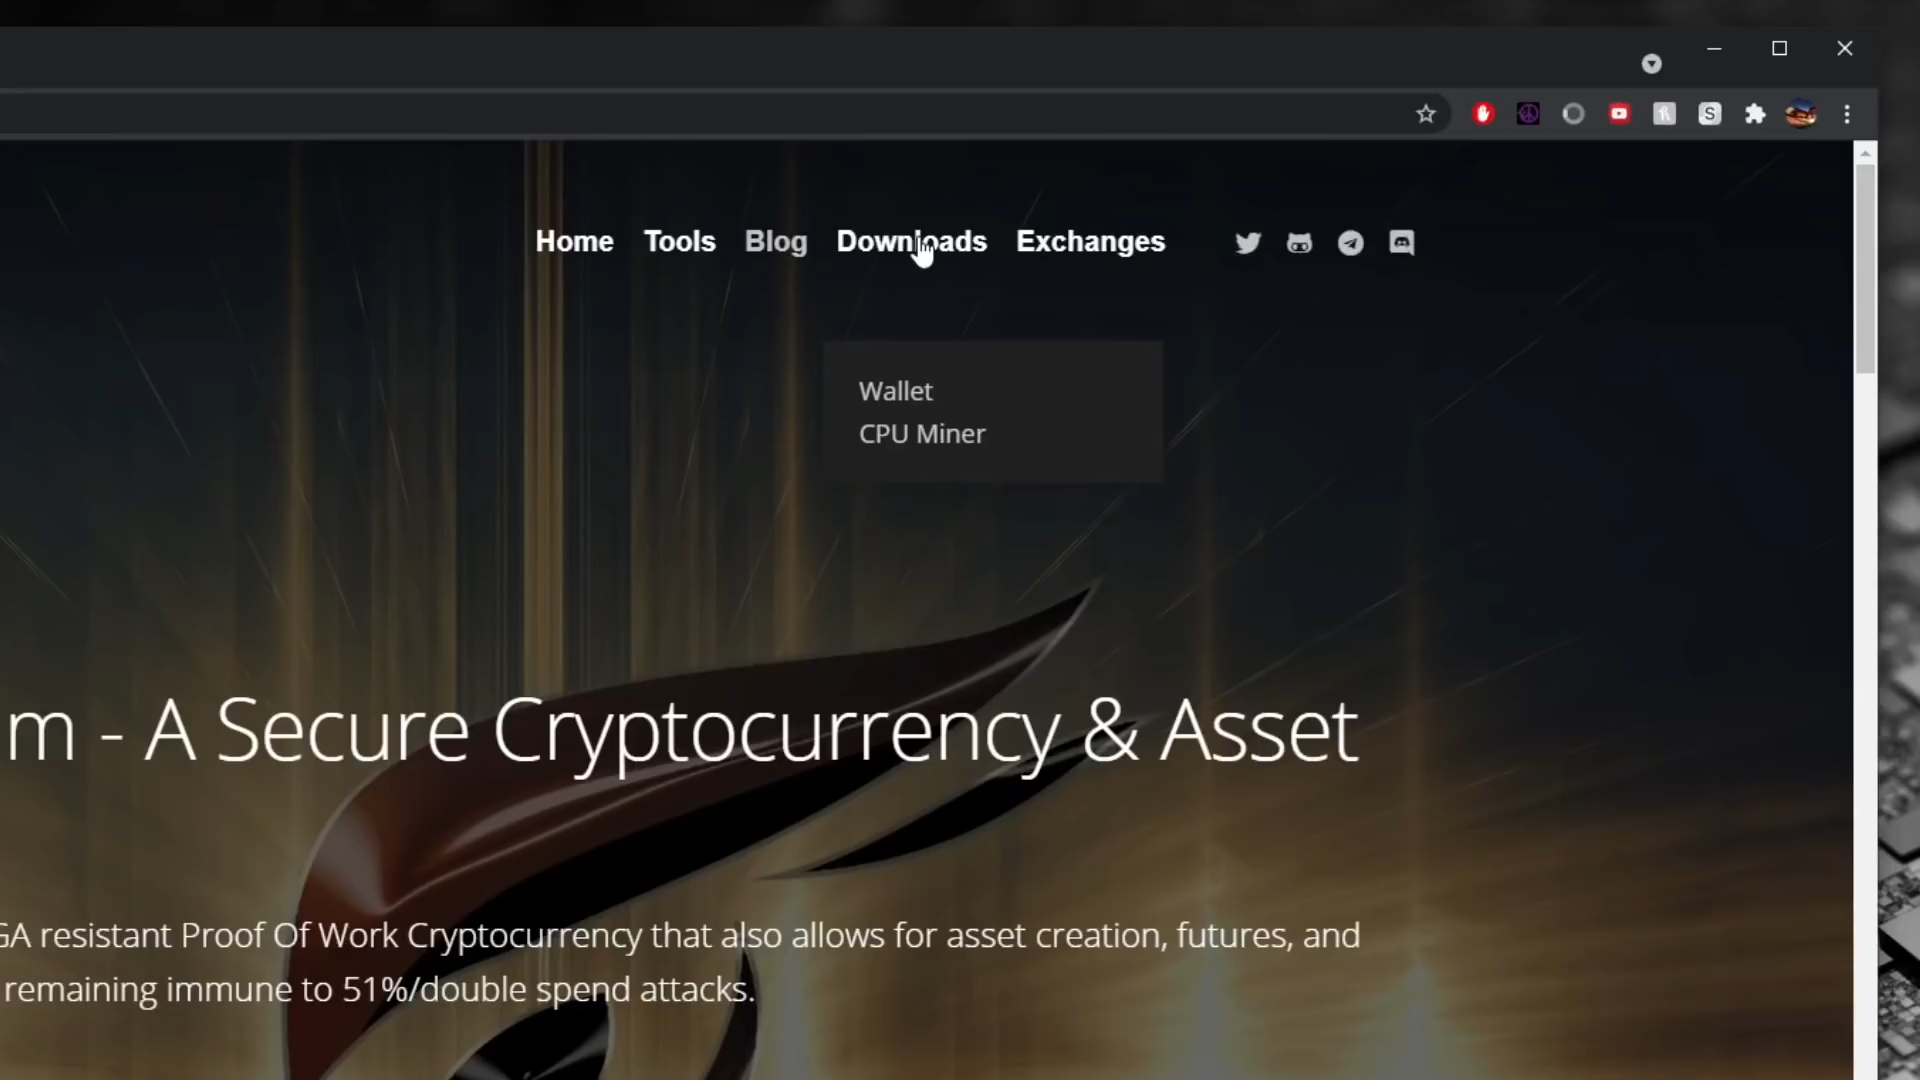 Home Tools Blog Downloads Exchanges
Wallet
CPU Miner
m - A Secure Cryptocurrency & Asset
GA resistant Proof Of Work Cryptocurrency that also allows for asset creation, futures, and
remaining immune to 51%/double spend attacks.